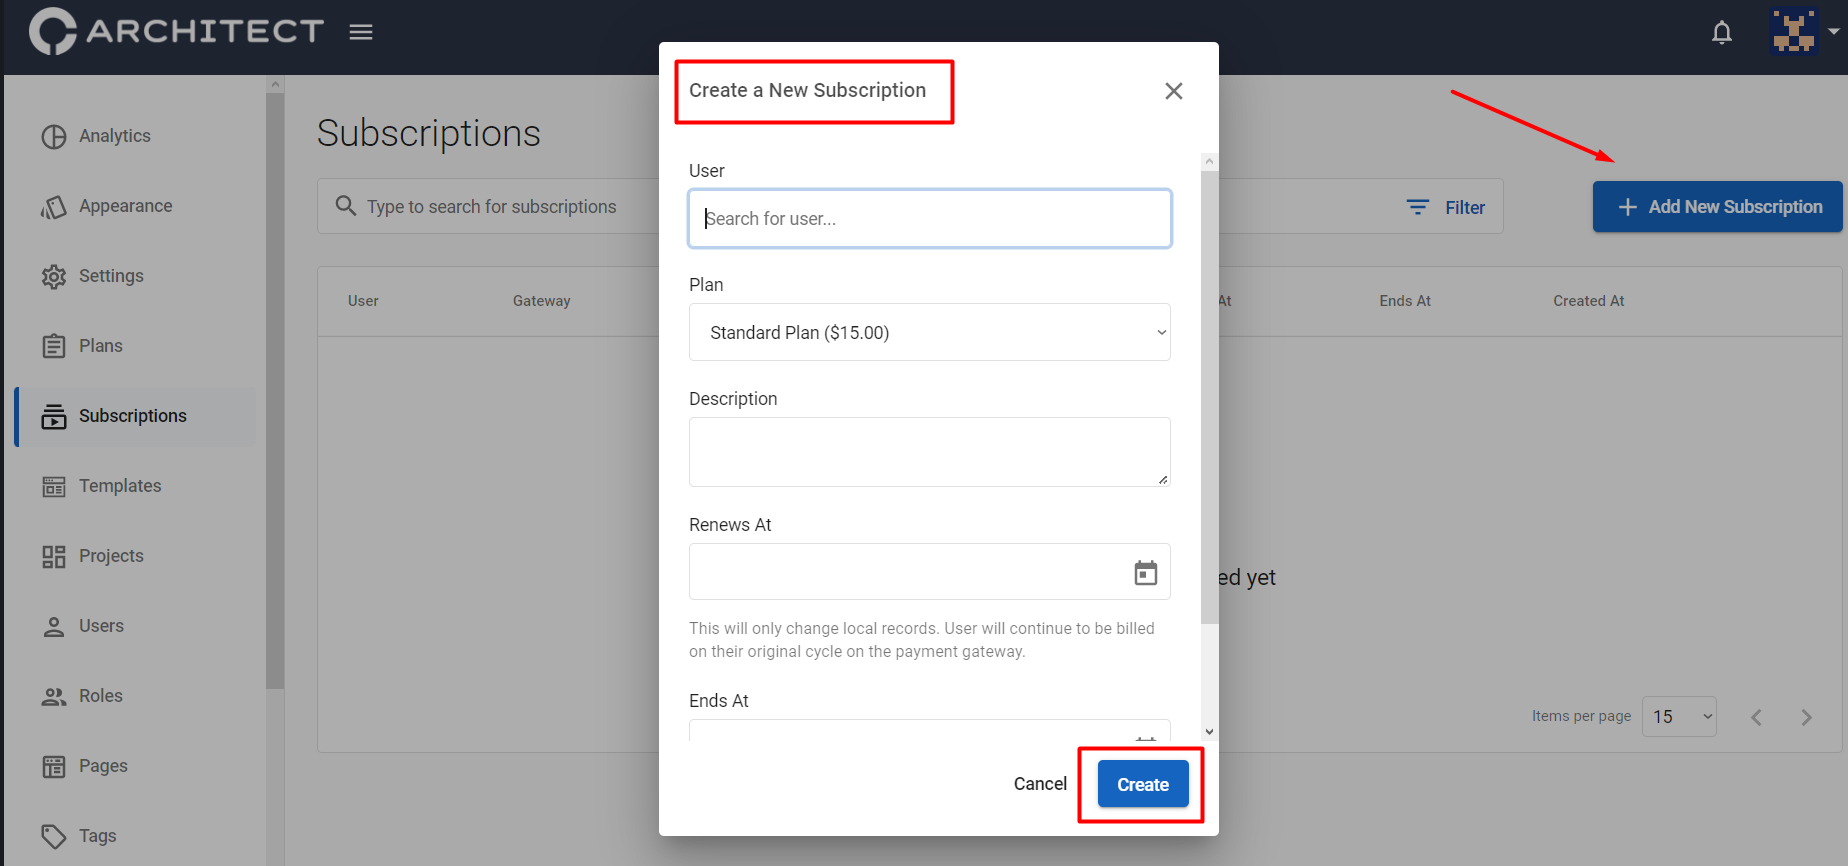 ARCHITECT
Analytics
Appearance
Settings
Plans
Subscriptions
Templates
Projects
Users
Roles
Pages
Tags
Subscriptions
Type to search for subscriptions
Filter
Add New Subscription
User Gateway At Ends At Created At
ed yet
Items per page 15
Create a New Subscription
User
Search for user...
Plan
Standard Plan ($15.00)
Description
Renews At
This will only change local records. User will continue to be billed
on their original cycle on the payment gateway.
Ends At
Cancel Create